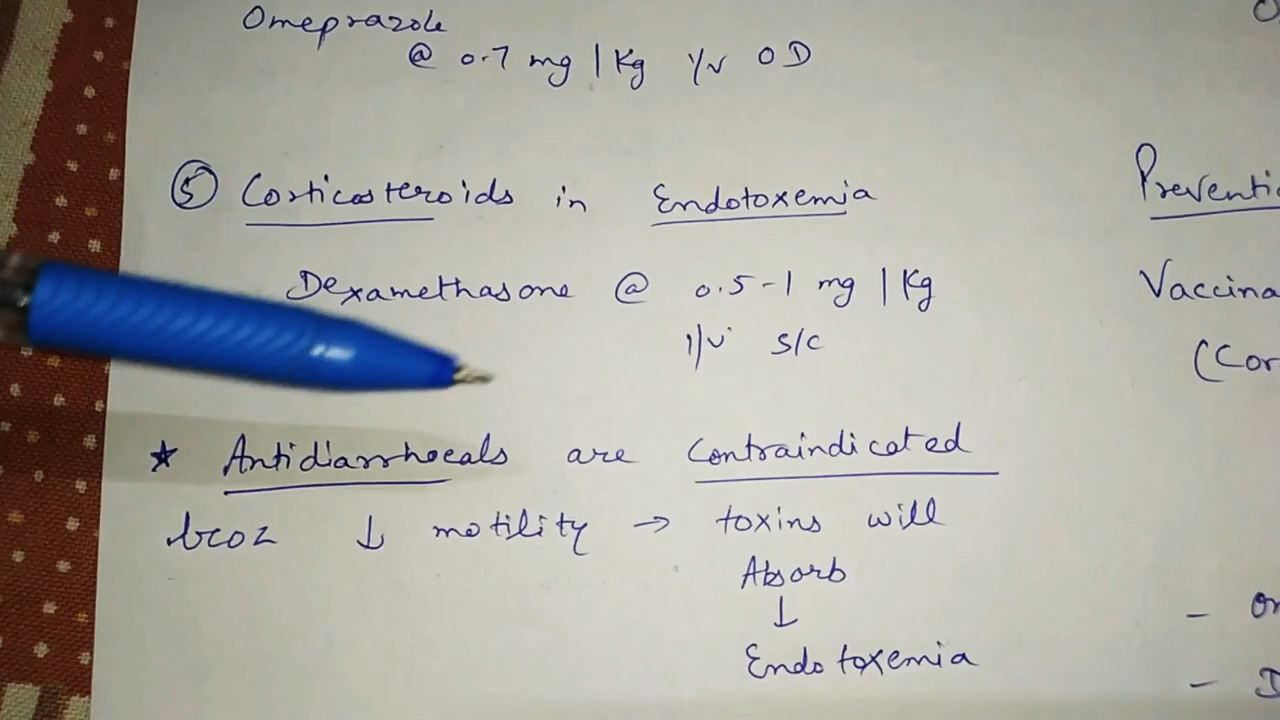 Omeprazole
@ 0.7 mg | Kg I/v OD
5 Corticosteroids in Endotoxemia
Dexamethasone @ 0.5-1 mg | Kg
I/v S/C
★ Antidiarrhoeals are Contraindicated
bcoz ↓ motility → toxins will
Absorb
↓
Endotoxemia
Preventi
Vaccina
(Cor
-
-